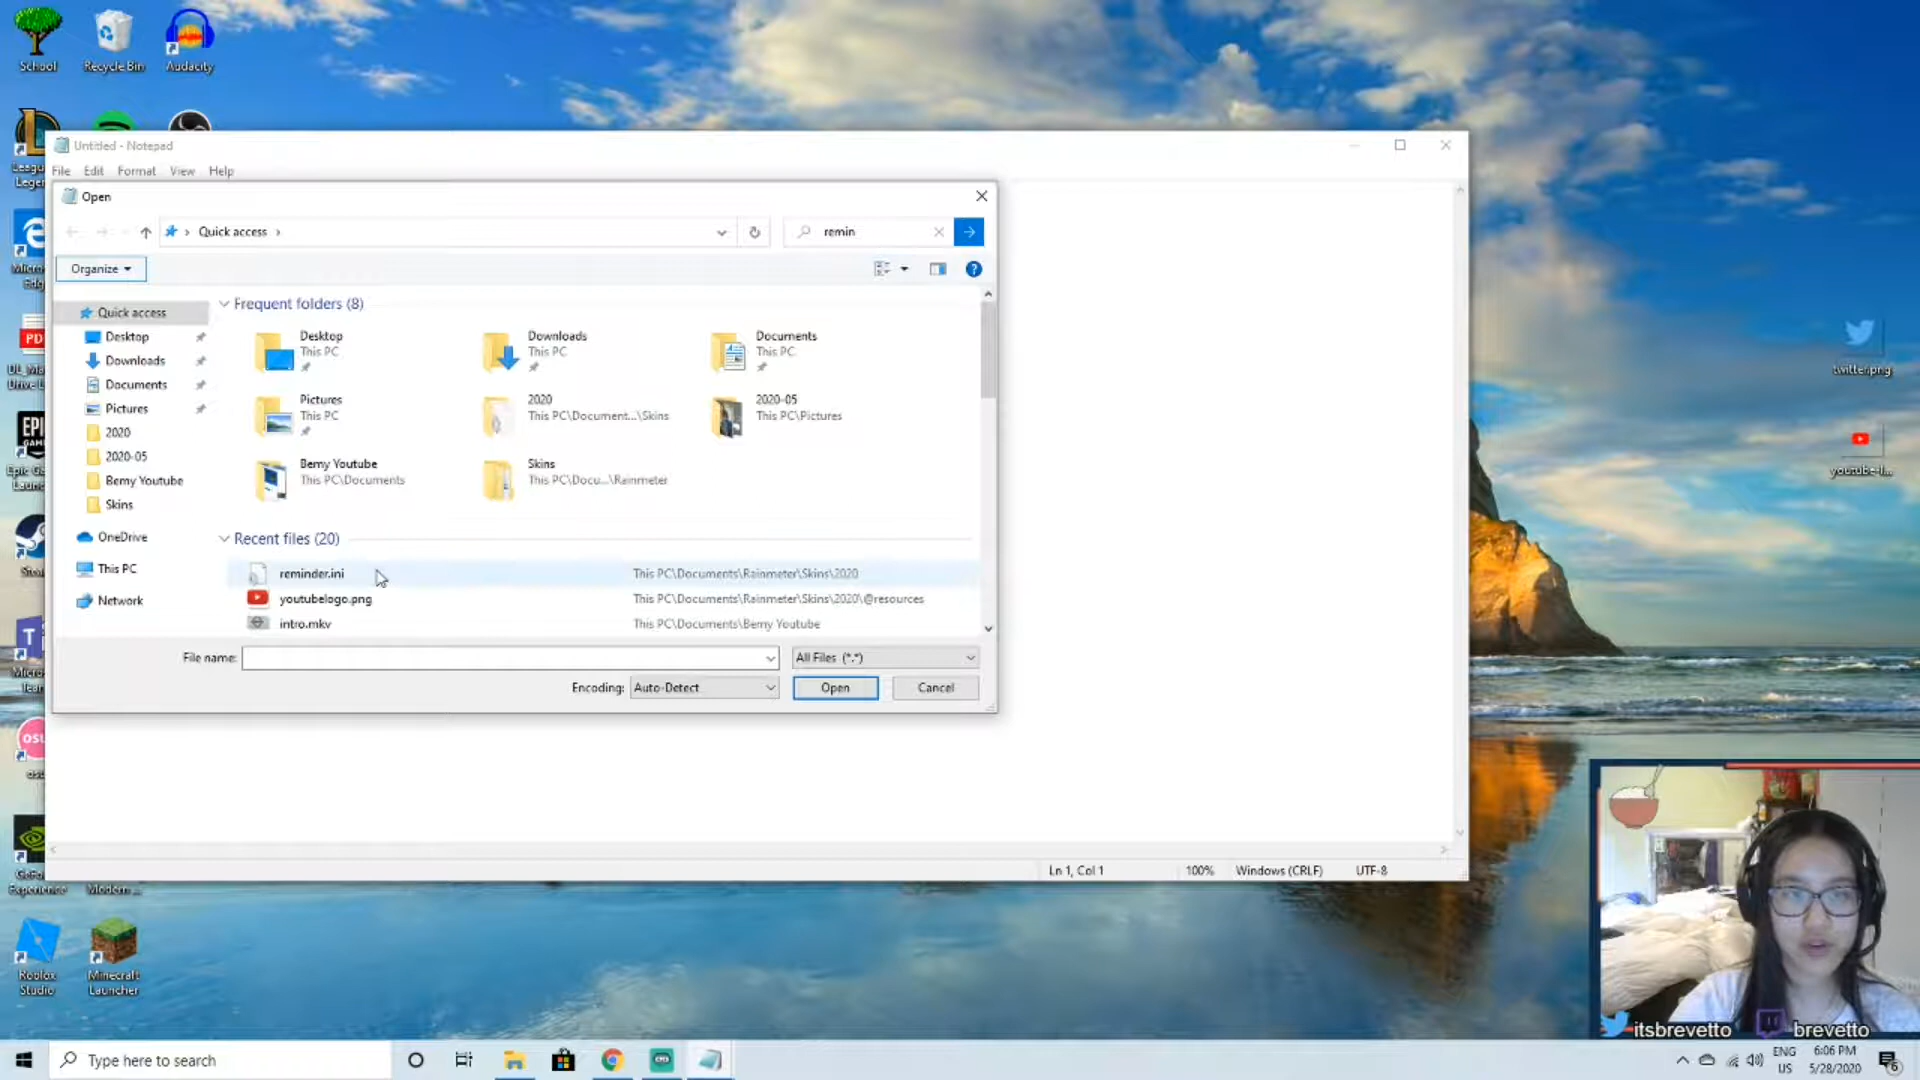 School
Recycle Bin
Audacity
Untitled - Notepad
File Edit Format View Help
Open
Quick access
remin
Organize
Quick access
Desktop
Downloads
Documents
Pictures
2020
2020-05
Bemy Youtube
Skins
OneDrive
This PC
Network
Frequent folders (8)
Desktop
This PC
Downloads
This PC
Documents
This PC
Pictures
This PC
2020
This PC\Document...\Skins
2020-05
This PC\Pictures
Bemy Youtube
This PC\Documents
Skins
This PC\Docu...\Rainmeter
Recent files (20)
reminder.ini This PC\Documents\Rainmeter\Skins\2020
youtubelogo.png This PC\Documents\Rainmeter\Skins\2020\@resources
intro.mkv This PC\Documents\Bemy Youtube
File name: All Files (*.*)
Encoding: Auto-Detect Open Cancel
Ln 1, Col 1 100% Windows (CRLF) UTF-8
twitter.png
youtube-l...
Experience
Modern ...
Roblox
Studio
Minecraft
Launcher
itsbrevetto brevetto
Type here to search
ENG
US
6:06 PM
5/28/2020
6